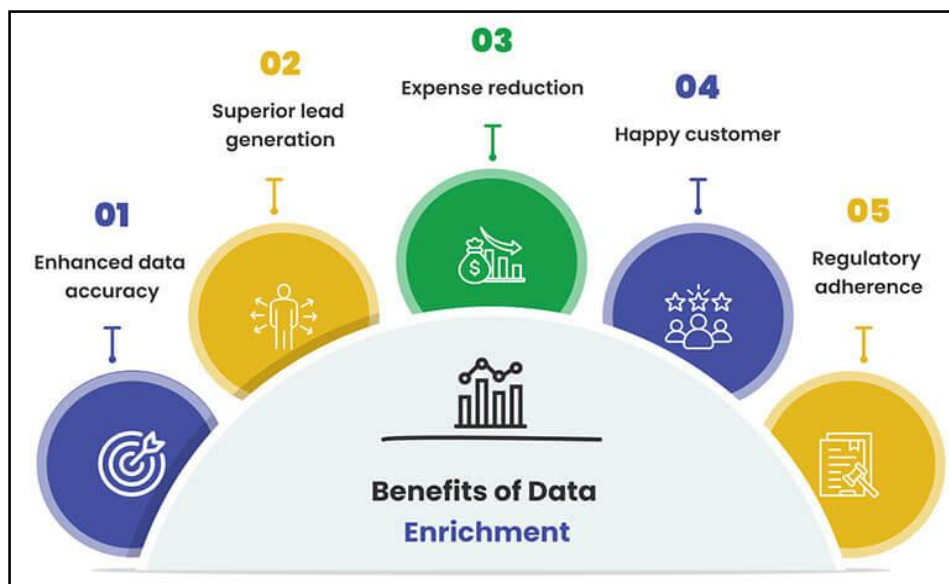 01
Enhanced data
accuracy
02
Superior lead
generation
03
Expense reduction
04
Happy customer
05
Regulatory
adherence
$
Benefits of Data
Enrichment